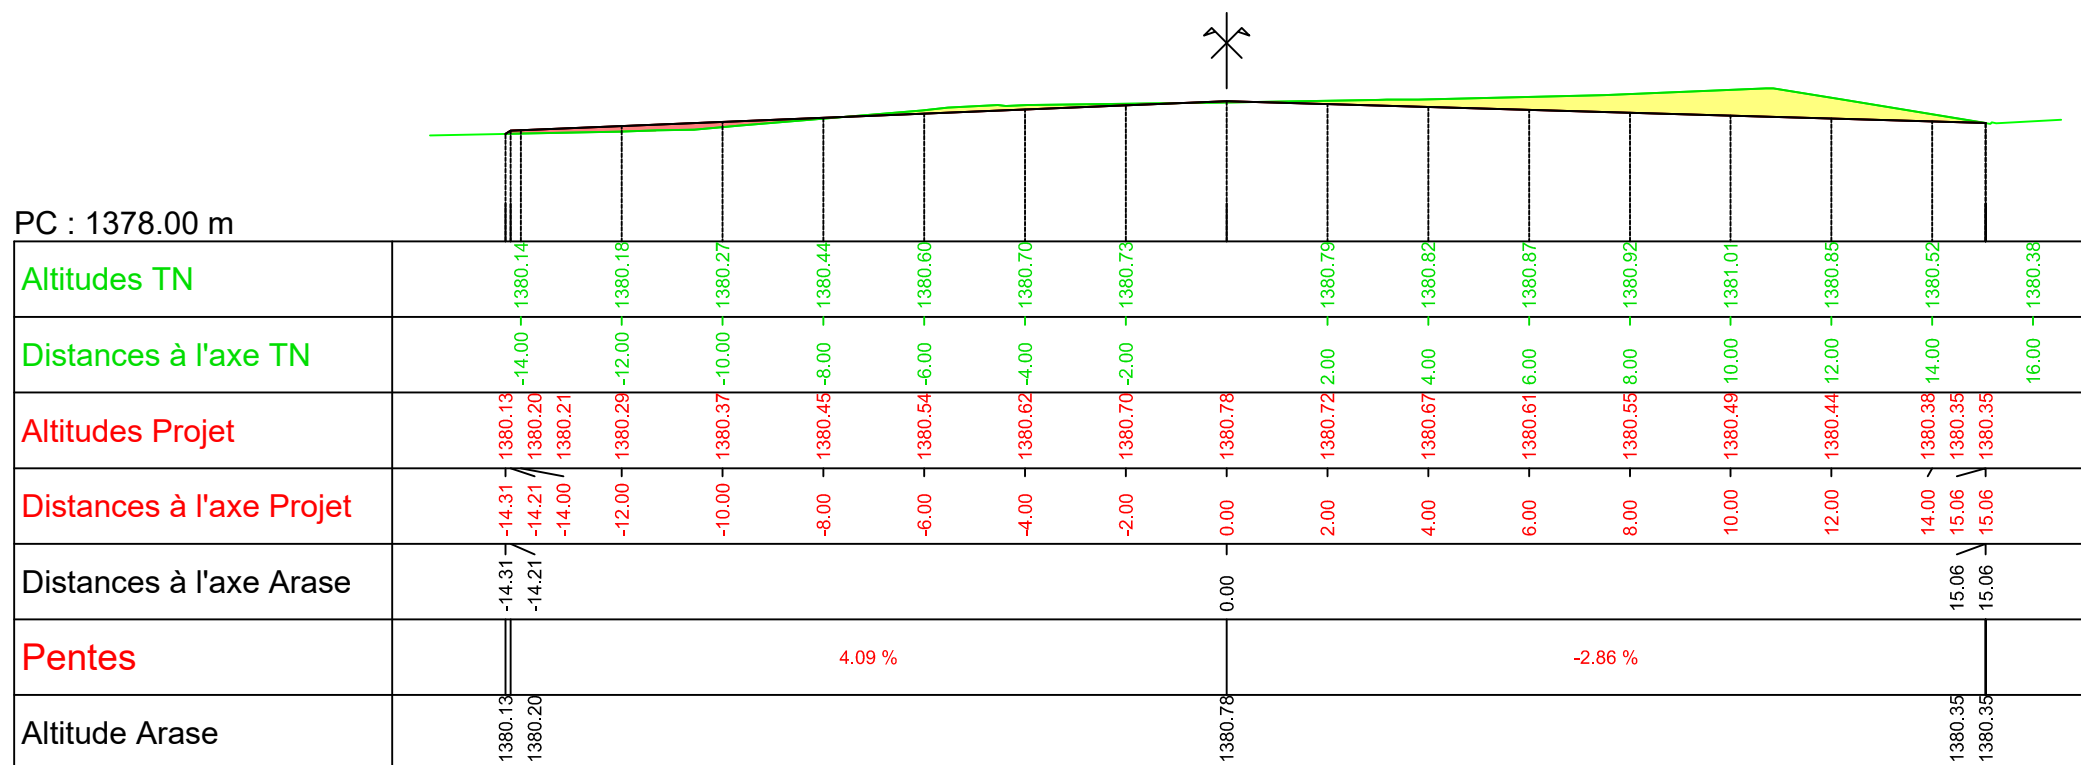 PC : 1378.00 m
Altitudes TN 1380.14 1380.18 1380.27 1380.44 1380.60 1380.70 1380.73 1380.79 1380.82 1380.87 1380.92 1381.01 1380.85 1380.52 1380.38
Distances à l'axe TN -14.00 -12.00 -10.00 -8.00 -6.00 -4.00 -2.00 2.00 4.00 6.00 8.00 10.00 12.00 14.00 16.00
Altitudes Projet 1380.13 1380.20 1380.21 1380.29 1380.37 1380.45 1380.54 1380.62 1380.70 1380.78 1380.72 1380.67 1380.61 1380.55 1380.49 1380.44 1380.38 1380.35 1380.35
Distances à l'axe Projet -14.31 -14.21 -14.00 -12.00 -10.00 -8.00 -6.00 -4.00 -2.00 0.00 2.00 4.00 6.00 8.00 10.00 12.00 14.00 15.06 15.06
Distances à l'axe Arase -14.31 -14.21 0.00 15.06 15.06
Pentes 4.09 % -2.86 %
Altitude Arase 1380.13 1380.20 1380.78 1380.35 1380.35